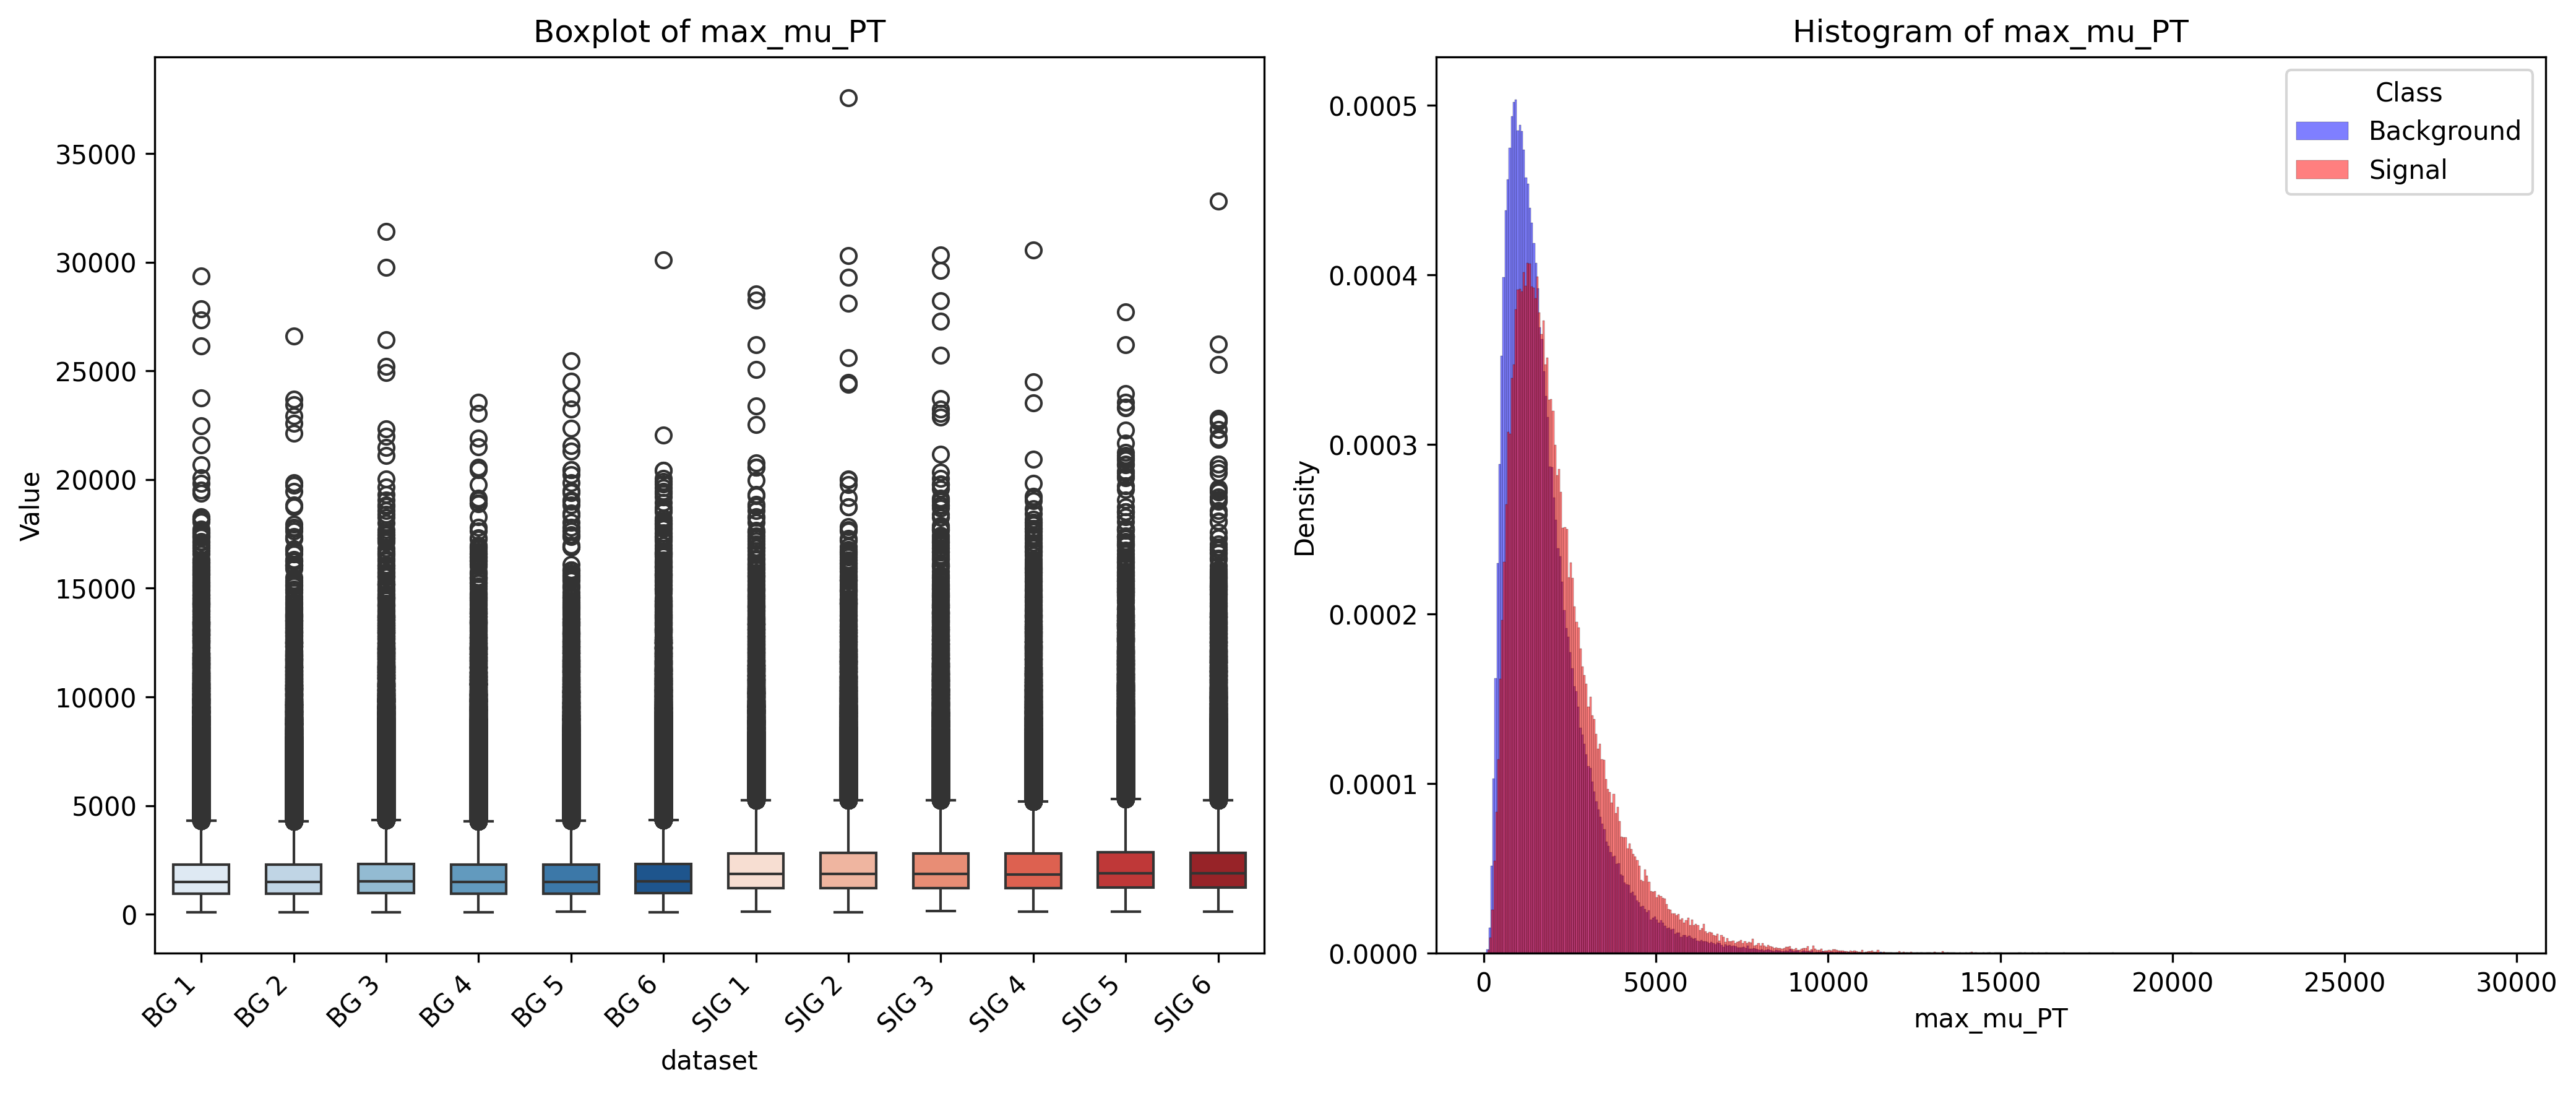 Boxplot of max_mu_PT
Value
35000
30000
25000
20000
15000
10000
5000
0
BG 1
BG 2
BG 3
BG 4
BG 5
BG 6
SIG 1
SIG 2
SIG 3
SIG 4
SIG 5
SIG 6
dataset
Histogram of max_mu_PT
Density
0.0005
0.0004
0.0003
0.0002
0.0001
0.0000
Class
Background
Signal
0
5000
10000
15000
20000
25000
30000
max_mu_PT